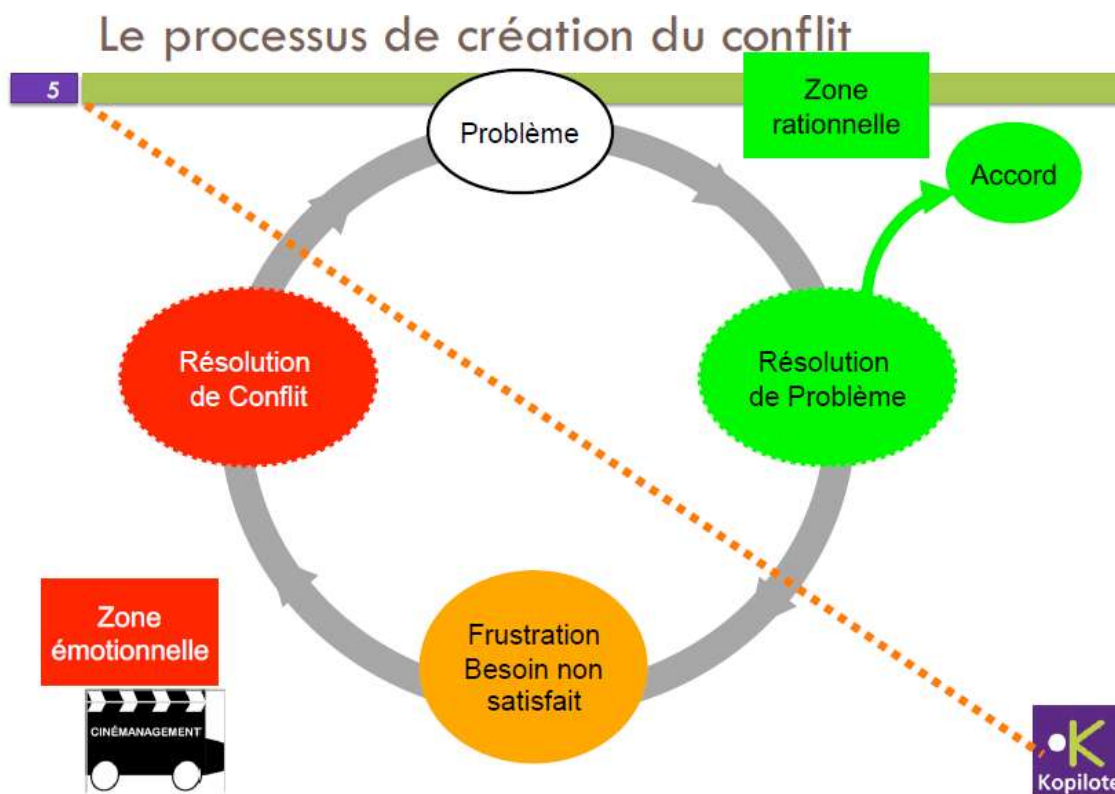 Le processus de création du conflit
5
Problème
Zone
rationnelle
Accord
Résolution
de Conflit
Résolution
de Problème
Zone
émotionnelle
Frustration
Besoin non
satisfait
CINÉMANAGEMENT
K
Kopilote